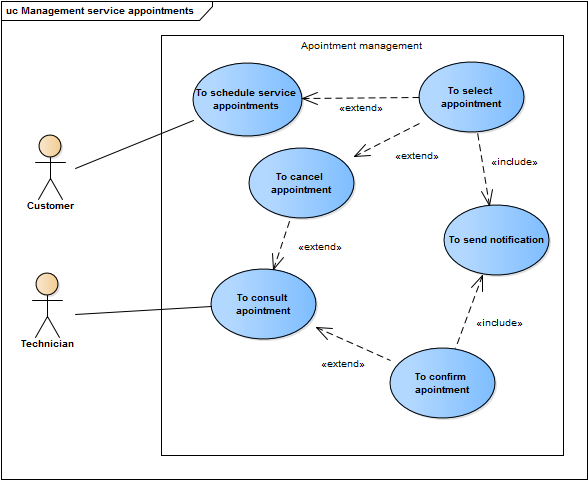 uc Management service appointments
Apointment management
To schedule service
appointments
To select
appointment
«extend»
«extend»
«include»
To cancel
appointment
Customer
To send notification
«extend»
To consult
apointment
Technician
«include»
«extend»
To confirm
apointment